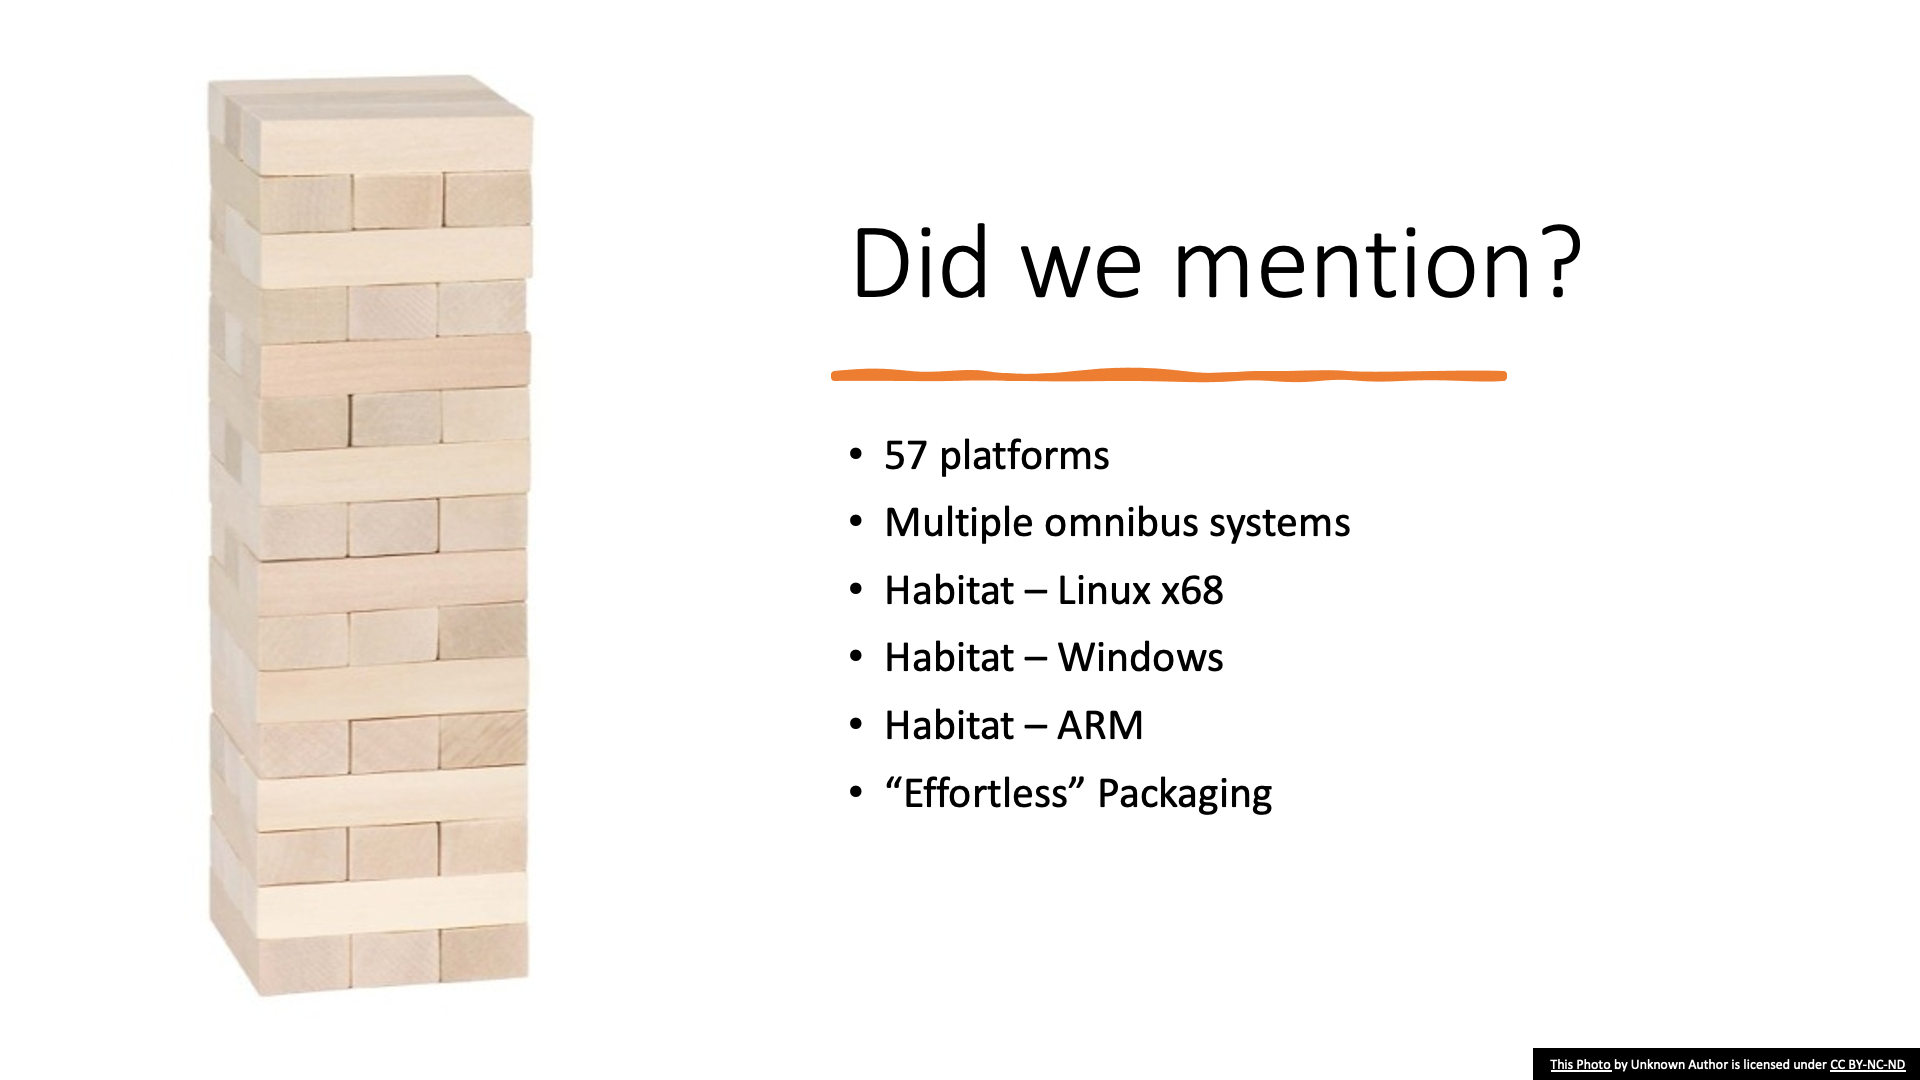 Did we mention?
• 57 platforms
• Multiple omnibus systems
• Habitat – Linux x68
• Habitat – Windows
• Habitat – ARM
• “Effortless” Packaging
This Photo by Unknown Author is licensed under CC BY-NC-ND